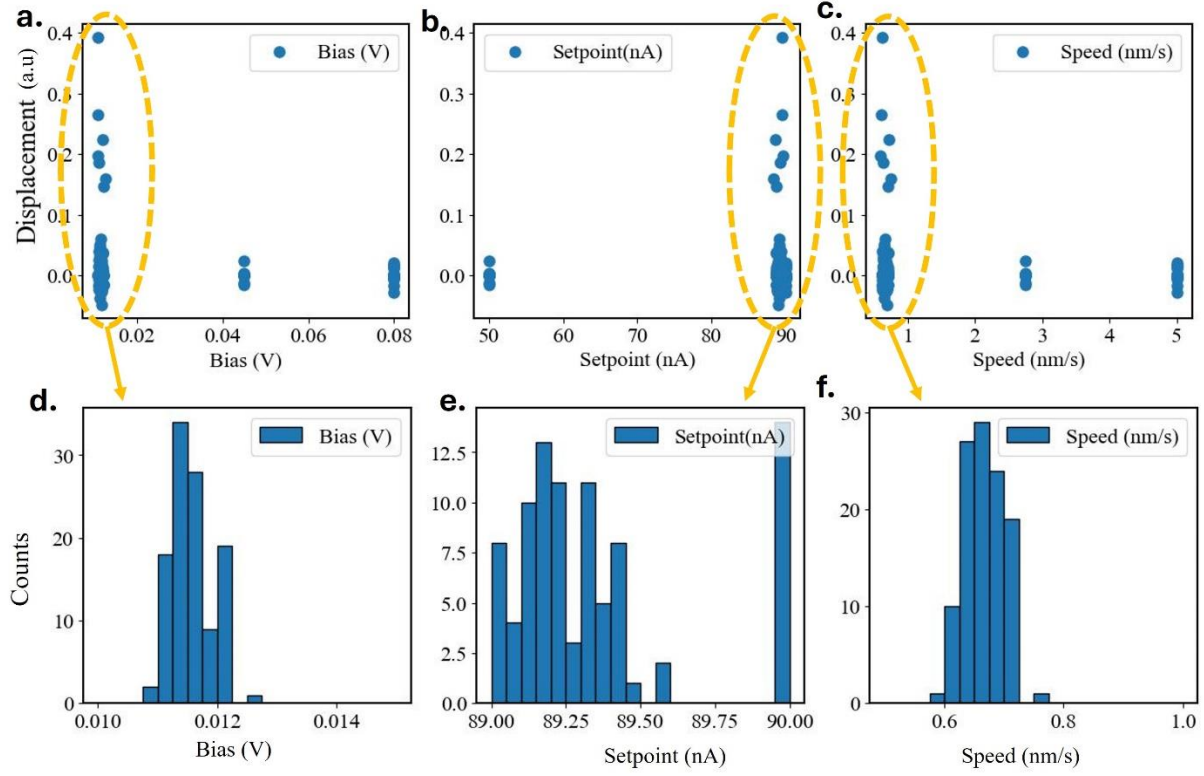 a.
b.
c.
Displacement (a.u)
0.4
0.3
0.2
0.1
0.0
Bias (V)
0.02 0.04 0.06 0.08
Bias (V)
0.4
0.3
0.2
0.1
0.0
Setpoint(nA)
50 60 70 80 90
Setpoint (nA)
0.4
0.3
0.2
0.1
0.0
Speed (nm/s)
1 2 3 4 5
Speed (nm/s)
d.
e.
f.
Counts
30
20
10
0
Bias (V)
0.010 0.012 0.014
Bias (V)
12.5
10.0
7.5
5.0
2.5
0.0
Setpoint(nA)
89.00 89.25 89.50 89.75 90.00
Setpoint (nA)
30
20
10
0
Speed (nm/s)
0.6 0.8 1.0
Speed (nm/s)